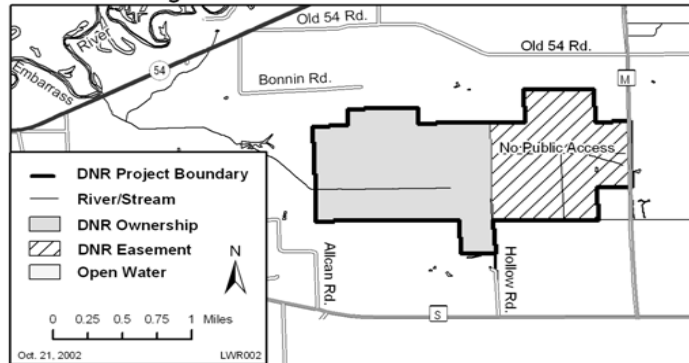 Old 54 Rd.
Old 54 Rd.
River
Embarrass
54
Bonnin Rd.
M
No Public Access
DNR Project Boundary
River/Stream
DNR Ownership
DNR Easement
Open Water
N
0 0.25 0.5 0.75 1 Miles
Oct. 21, 2002
LWR002
Allcan Rd.
Hollow Rd.
S